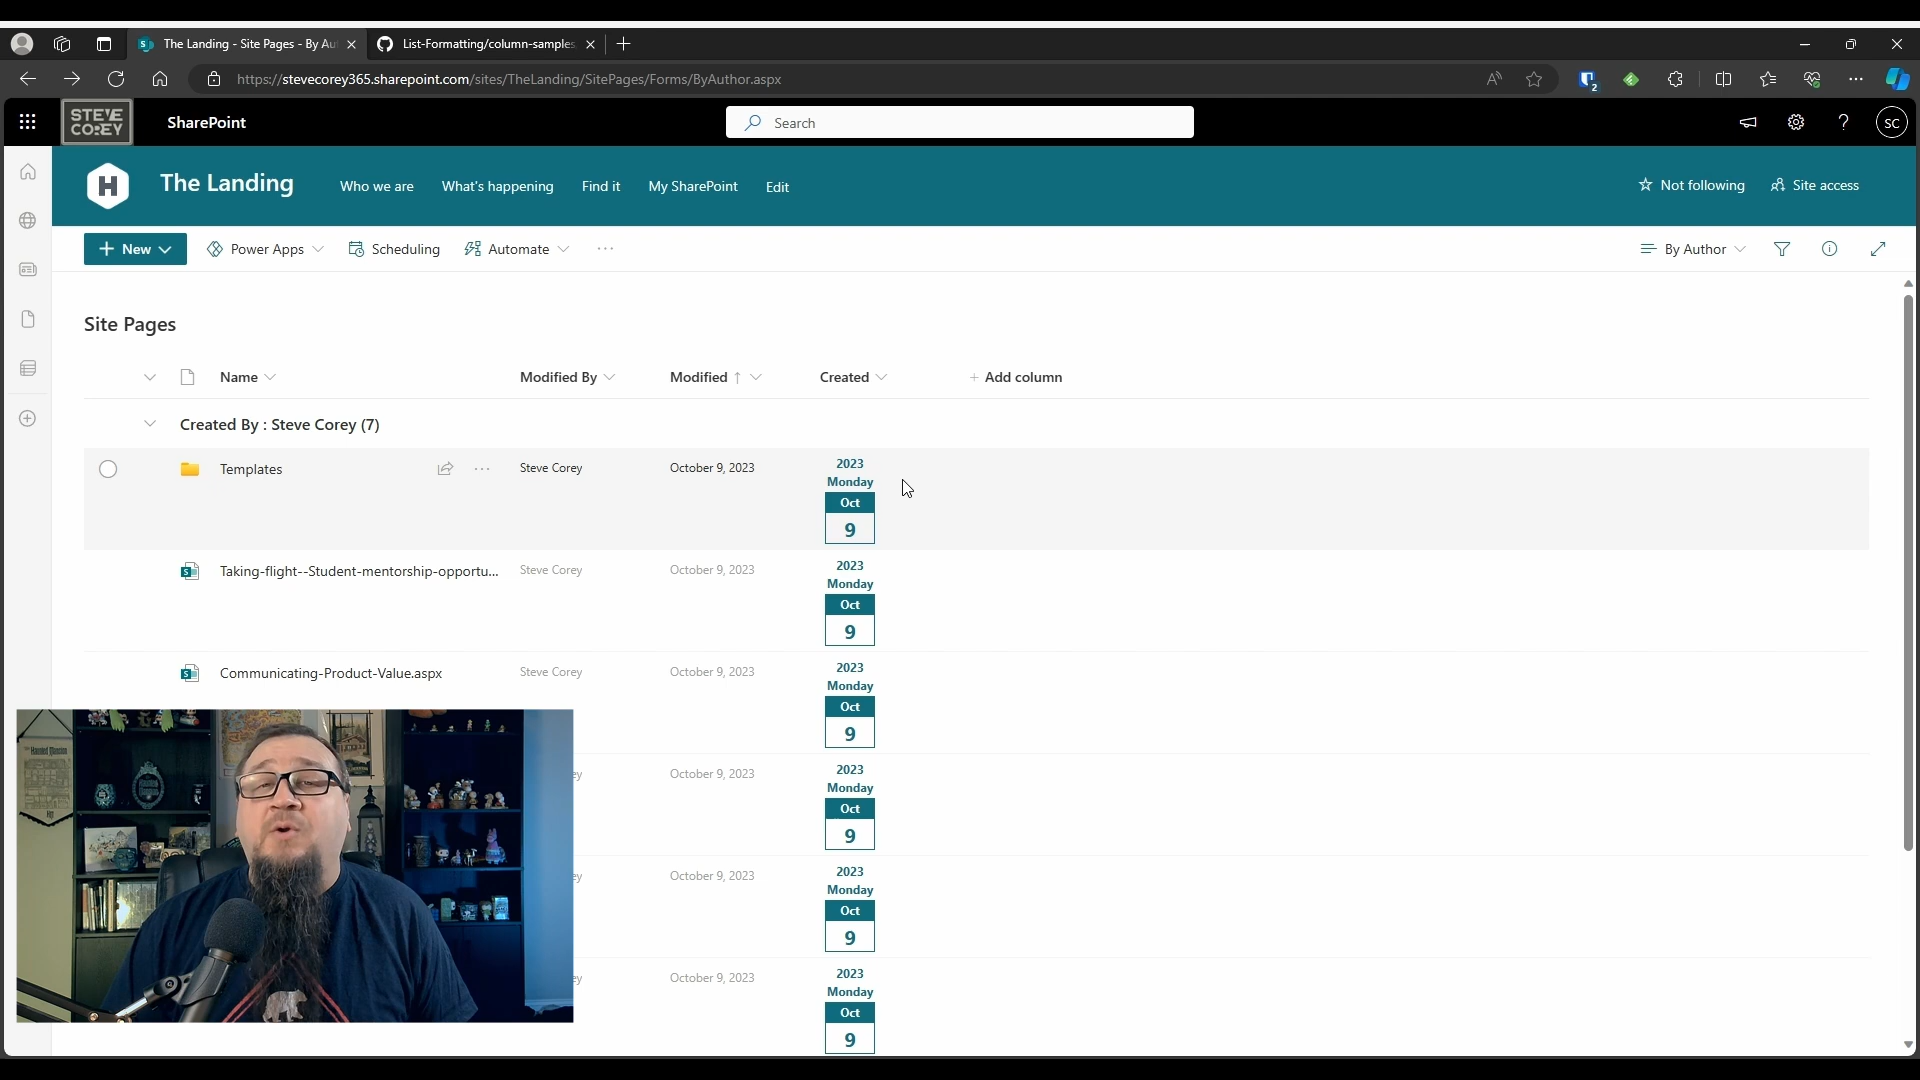 The Landing - Site Pages - By Au
List-Formatting/column-samples
https://stevecorey365.sharepoint.com/sites/TheLanding/SitePages/Forms/ByAuthor.aspx
2
STEVE
COREY
SharePoint
Search
SC
H
The Landing
Who we are
What's happening
Find it
My SharePoint
Edit
Not following
Site access
New
Power Apps
Scheduling
Automate
By Author
Site Pages
Name
Modified By
Modified
Created
Add column
Created By : Steve Corey (7)
Templates
Steve Corey
October 9, 2023
2023
Monday
Oct
9
Taking-flight--Student-mentorship-opportu...
Steve Corey
October 9, 2023
2023
Monday
Oct
9
Communicating-Product-Value.aspx
Steve Corey
October 9, 2023
2023
Monday
Oct
9
ey
October 9, 2023
2023
Monday
Oct
9
ey
October 9, 2023
2023
Monday
Oct
9
ey
October 9, 2023
2023
Monday
Oct
9